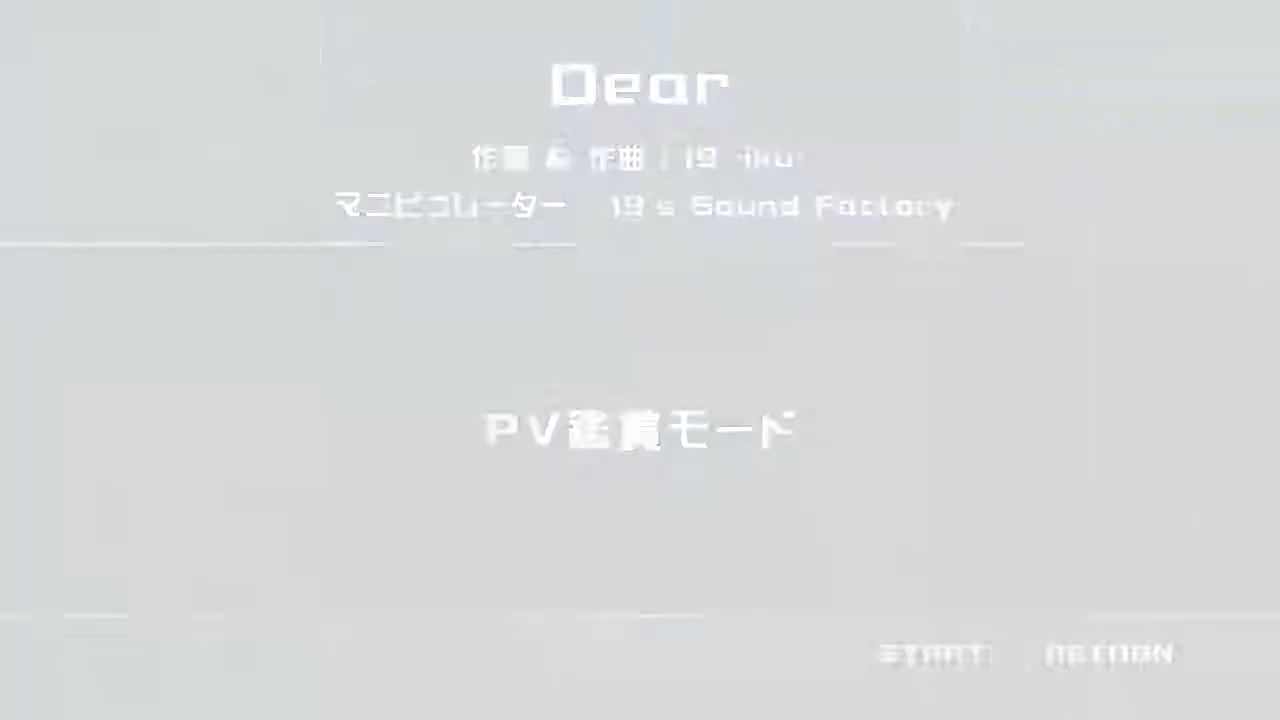 Dear
作詞 & 作曲 : 19 -iku-
マニピュレーター 19's Sound Factory
PV鑑賞モード
START RETURN